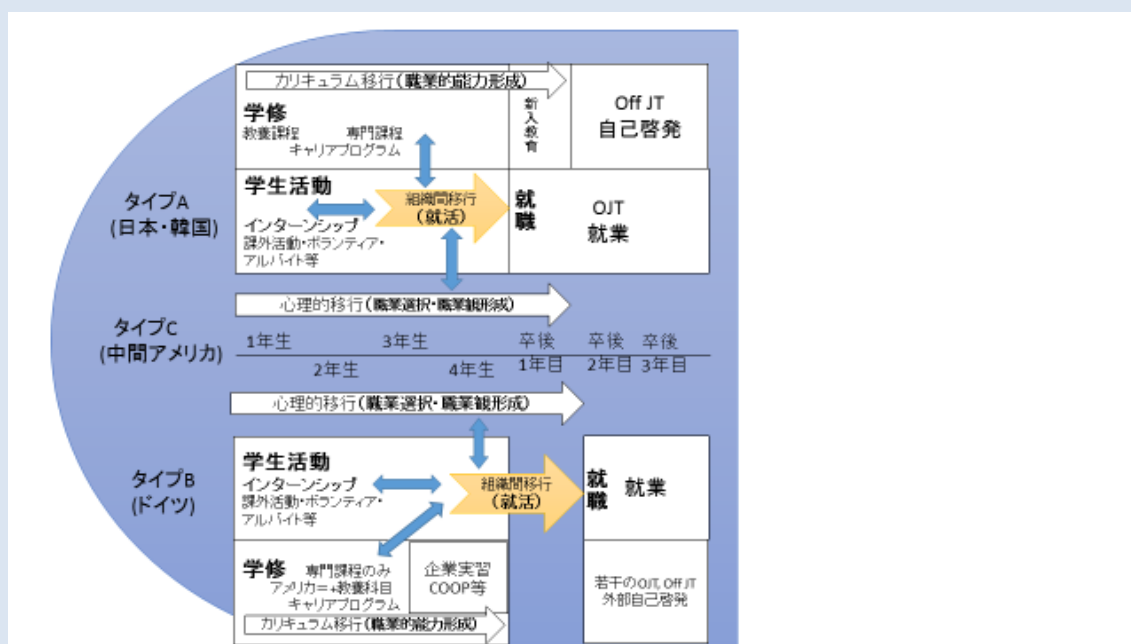 カリキュラム移行(職業的能力形成)
学修
教養課程 専門課程
キャリアプログラム
新入教育
Off JT
自己啓発
タイプA
(日本・韓国)
学生活動
インターンシップ
課外活動・ボランティア・
アルバイト等
組織間移行
(就活)
就職
OJT
就業
心理的移行(職業選択・職業観形成)
タイプC
(中間アメリカ)
1年生 3年生 卒後 卒後 卒後
2年生 4年生 1年目 2年目 3年目
心理的移行(職業選択・職業観形成)
タイプB
(ドイツ)
学生活動
インターンシップ
課外活動・ボランティア・
アルバイト等
組織間移行
(就活)
就職
就業
学修 専門課程のみ
アメリカ=+教養科目
キャリアプログラム
企業実習
COOP等
若干のOJT, Off JT
外部自己啓発
カリキュラム移行(職業的能力形成)